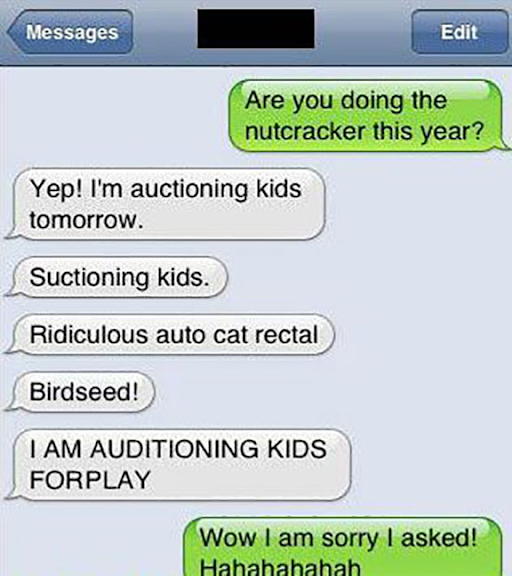 Messages
Edit
Are you doing the
nutcracker this year?
Yep! I'm auctioning kids
tomorrow.
Suctioning kids.
Ridiculous auto cat rectal
Birdseed!
I AM AUDITIONING KIDS
FORPLAY
Wow I am sorry I asked!
Hahahahahah